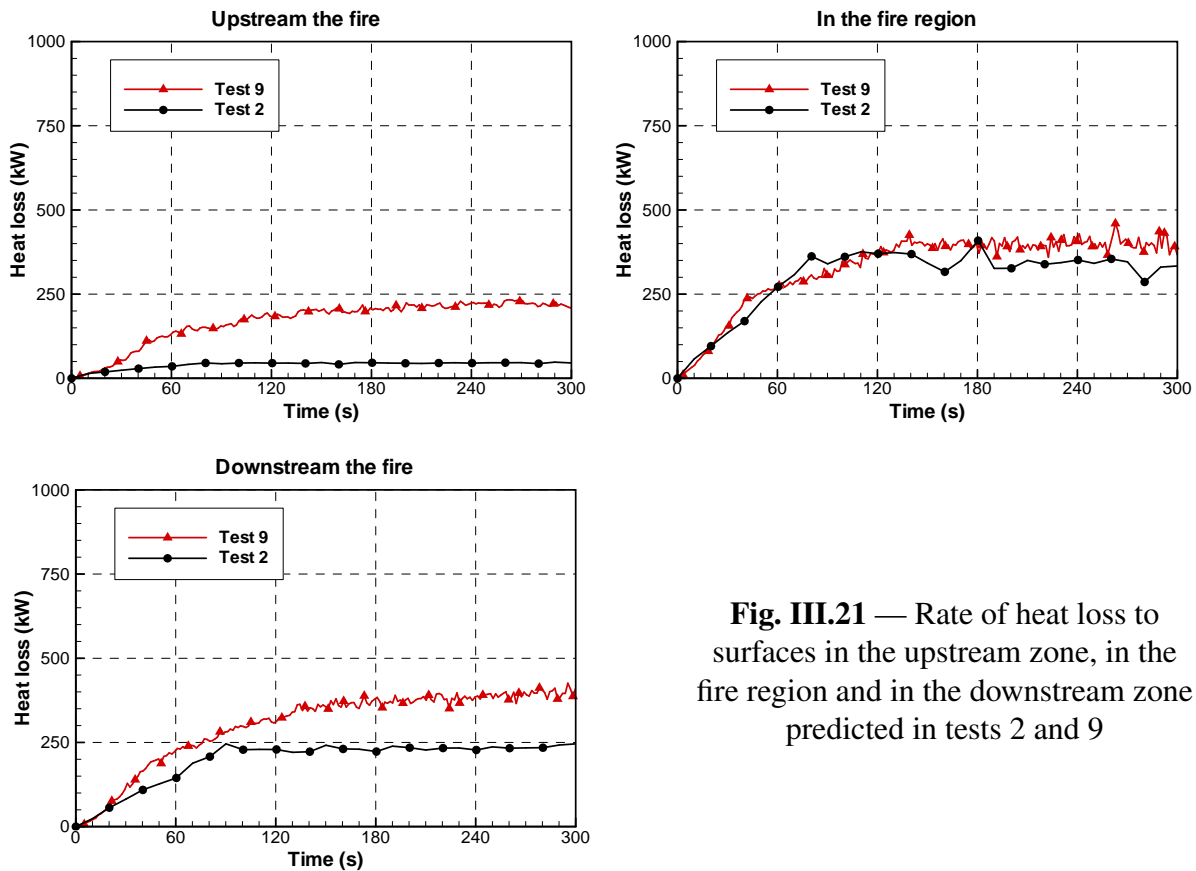 Upstream the fire
Heat loss (kW)
1000
750
500
250
0
Test 9
Test 2
0 60 120 180 240 300
Time (s)
In the fire region
Heat loss (kW)
1000
750
500
250
0
Test 9
Test 2
0 60 120 180 240 300
Time (s)
Downstream the fire
Heat loss (kW)
1000
750
500
250
0
Test 9
Test 2
0 60 120 180 240 300
Time (s)
Fig. III.21 — Rate of heat loss to
surfaces in the upstream zone, in the
fire region and in the downstream zone
predicted in tests 2 and 9